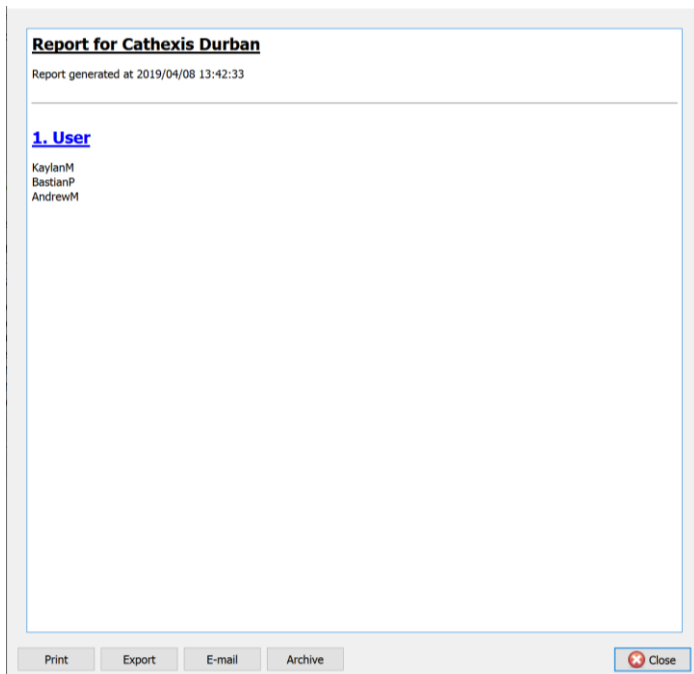 Report for Cathexis Durban
Report generated at 2019/04/08 13:42:33
1. User
KaylanM
BastianP
AndrewM
Print Export E-mail Archive Close